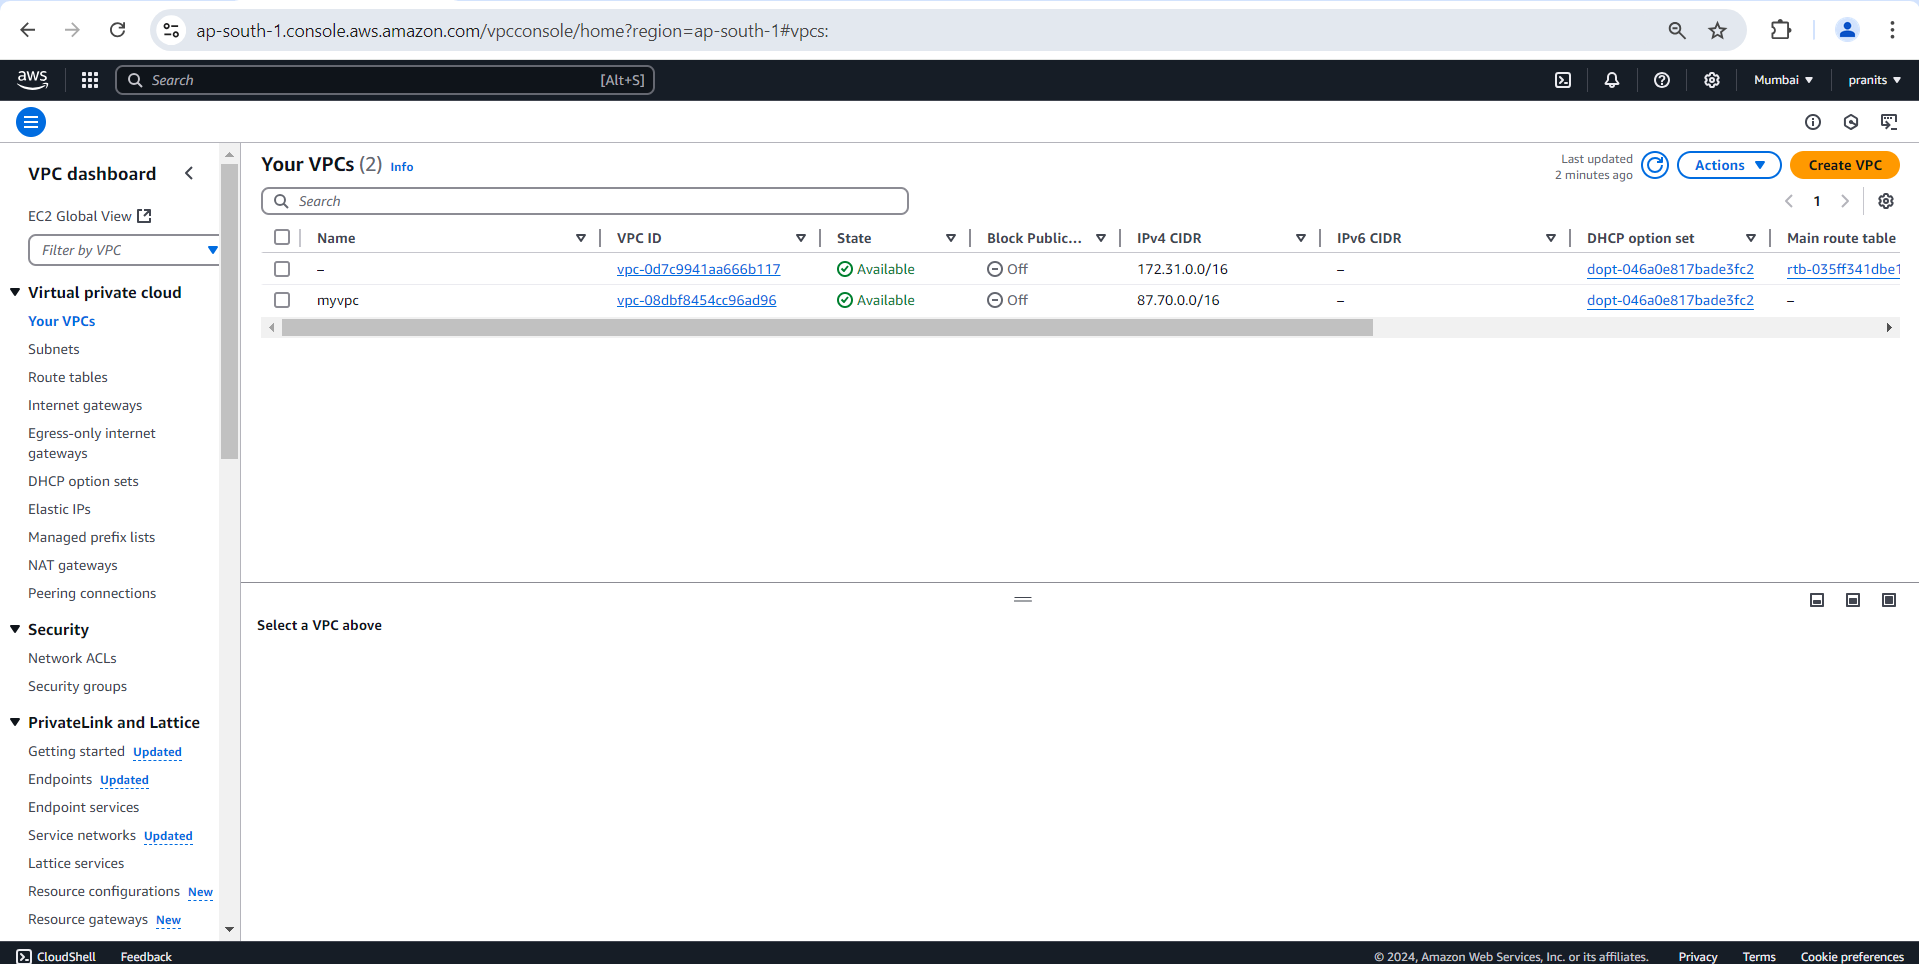 ap-south-1.console.aws.amazon.com/vpcconsole/home?region=ap-south-1#vpcs:
aws Search [Alt+S] Mumbai pranits
VPC dashboard
EC2 Global View
Filter by VPC
Virtual private cloud
Your VPCs
Subnets
Route tables
Internet gateways
Egress-only internet
gateways
DHCP option sets
Elastic IPs
Managed prefix lists
NAT gateways
Peering connections
Security
Network ACLs
Security groups
PrivateLink and Lattice
Getting started Updated
Endpoints Updated
Endpoint services
Service networks Updated
Lattice services
Resource configurations New
Resource gateways New
Your VPCs (2) Info
Last updated
2 minutes ago
Actions
Create VPC
Search
1
Name VPC ID State Block Public... IPv4 CIDR IPv6 CIDR DHCP option set Main route table
– vpc-0d7c9941aa666b117 Available Off 172.31.0.0/16 – dopt-046a0e817bade3fc2 rtb-035ff341dbe1
myvpc vpc-08dbf8454cc96ad96 Available Off 87.70.0.0/16 – dopt-046a0e817bade3fc2 –
Select a VPC above
CloudShell Feedback © 2024, Amazon Web Services, Inc. or its affiliates. Privacy Terms Cookie preferences